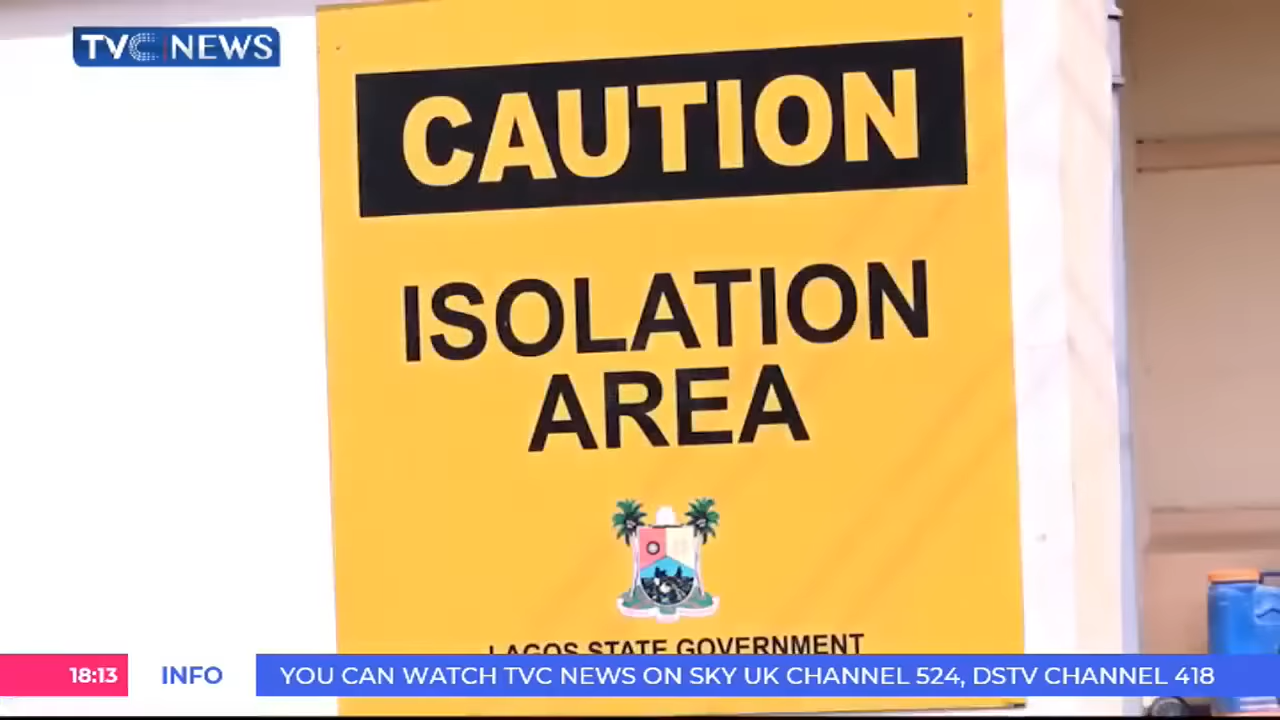 TVC NEWS
CAUTION
ISOLATION
AREA
LAGOS STATE GOVERNMENT
18:13 INFO YOU CAN WATCH TVC NEWS ON SKY UK CHANNEL 524, DSTV CHANNEL 418